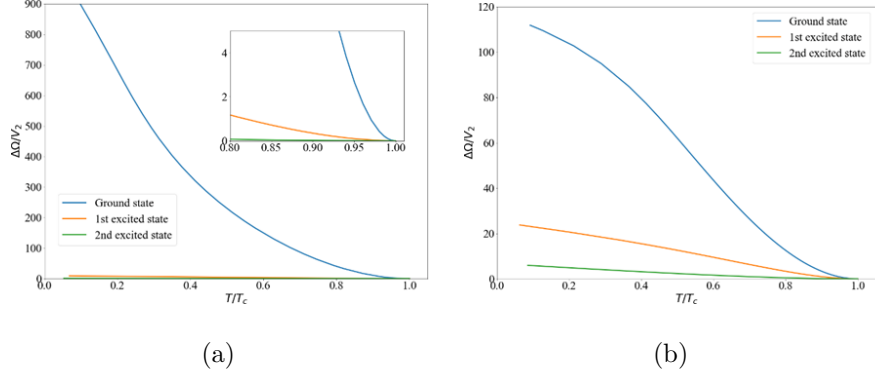 900
800
700
600
500
400
300
200
100
0
ΔΩ/V₂
0.0 0.2 0.4 0.6 0.8 1.0
T/T_c
4
2
0
0.80 0.85 0.90 0.95 1.00
Ground state
1st excited state
2nd excited state
(a)
120
100
80
60
40
20
0
ΔΩ/V₂
0.0 0.2 0.4 0.6 0.8 1.0
T/T_c
Ground state
1st excited state
2nd excited state
(b)